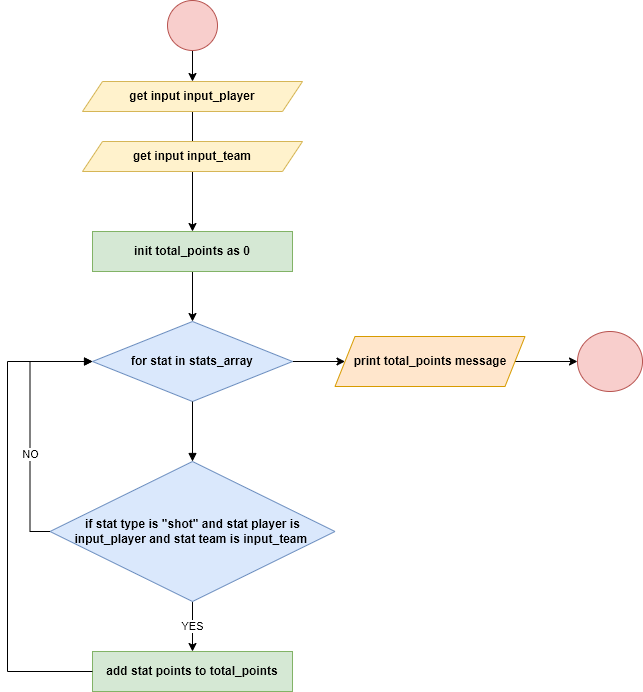 get input input_player
get input input_team
init total_points as 0
for stat in stats_array
print total_points message
NO
if stat type is "shot" and stat player is
input_player and stat team is input_team
YES
add stat points to total_points